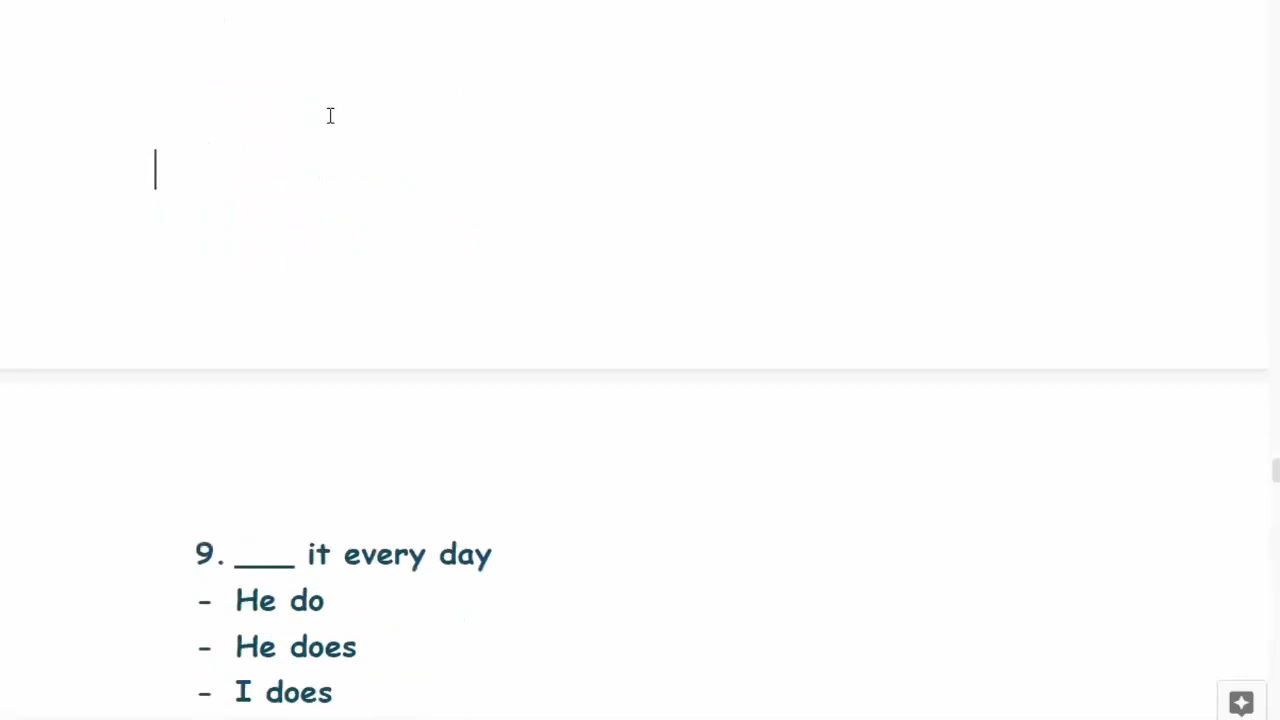 9. ____ it every day
- He do
- He does
- I does